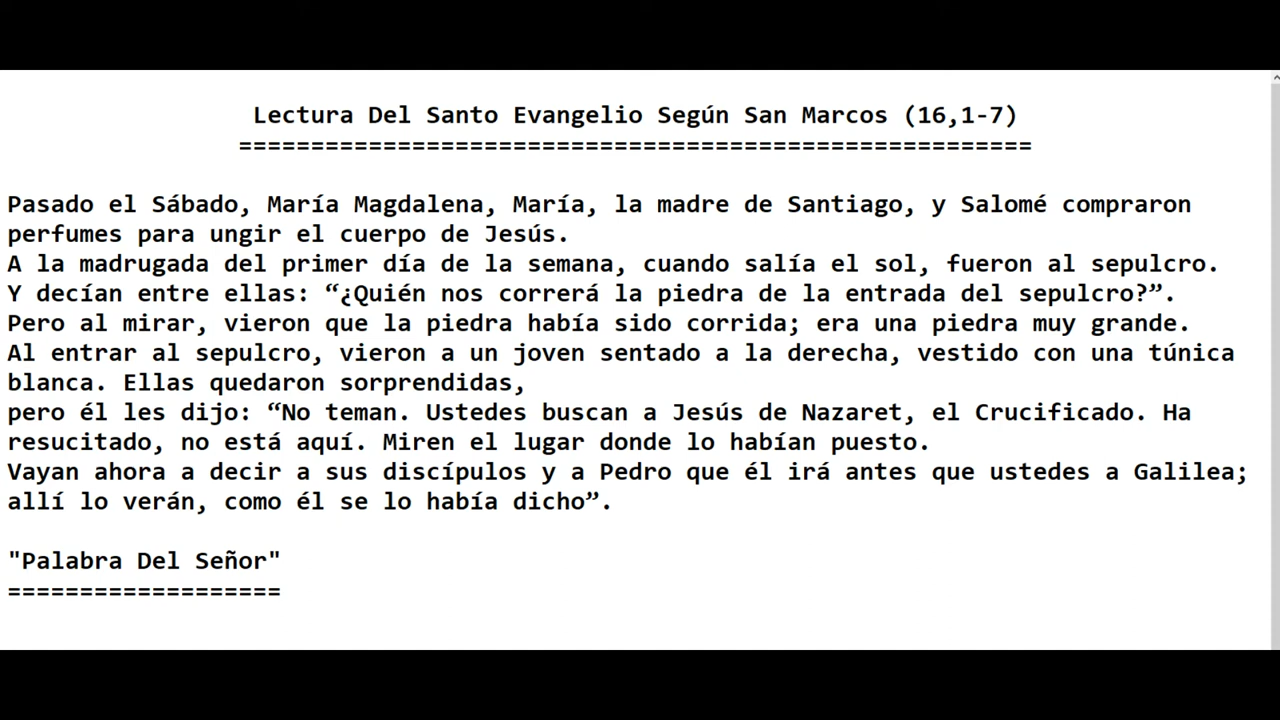 Lectura Del Santo Evangelio Según San Marcos (16,1-7)
=======================================================
Pasado el Sábado, María Magdalena, María, la madre de Santiago, y Salomé compraron
perfumes para ungir el cuerpo de Jesús.
A la madrugada del primer día de la semana, cuando salía el sol, fueron al sepulcro.
Y decían entre ellas: “¿Quién nos correrá la piedra de la entrada del sepulcro?”.
Pero al mirar, vieron que la piedra había sido corrida; era una piedra muy grande.
Al entrar al sepulcro, vieron a un joven sentado a la derecha, vestido con una túnica
blanca. Ellas quedaron sorprendidas,
pero él les dijo: “No teman. Ustedes buscan a Jesús de Nazaret, el Crucificado. Ha
resucitado, no está aquí. Miren el lugar donde lo habían puesto.
Vayan ahora a decir a sus discípulos y a Pedro que él irá antes que ustedes a Galilea;
allí lo verán, como él se lo había dicho”.
"Palabra Del Señor"
===================